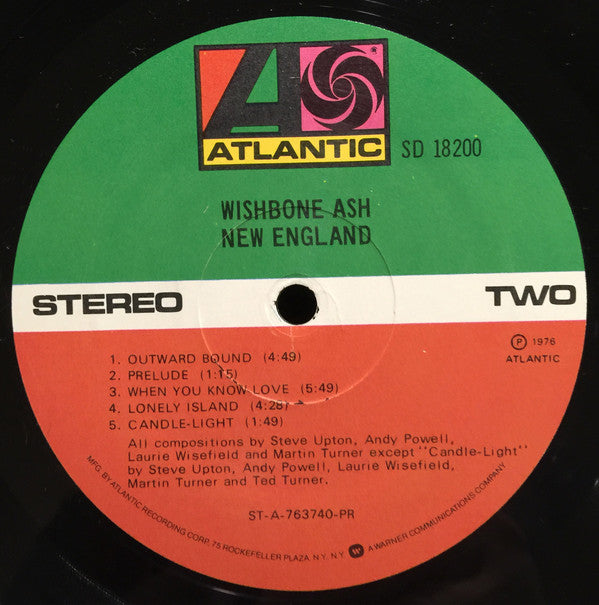 ATLANTIC
SD 18200
WISHBONE ASH
NEW ENGLAND
STEREO
TWO
1. OUTWARD BOUND (4:49)
2. PRELUDE (1:15)
3. WHEN YOU KNOW LOVE (5:49)
4. LONELY ISLAND (4:28)
5. CANDLE-LIGHT (1:49)
℗ 1976
ATLANTIC
All compositions by Steve Upton, Andy Powell,
Laurie Wisefield and Martin Turner except "Candle-Light"
by Steve Upton, Andy Powell, Laurie Wisefield,
Martin Turner and Ted Turner.
ST-A-763740-PR
MFG. BY ATLANTIC RECORDING CORP. 75 ROCKEFELLER PLAZA, N.Y. N.Y. A WARNER COMMUNICATIONS COMPANY